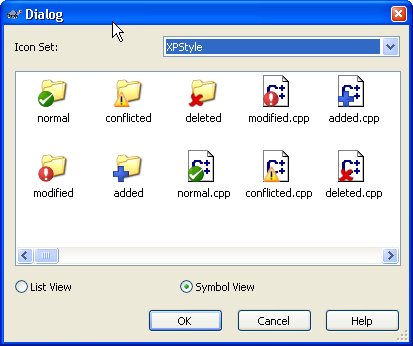 Dialog
Icon Set:
XPStyle
normal
conflicted
deleted
modified.cpp
added.cpp
modified
added
normal.cpp
conflicted.cpp
deleted.cpp
List View
Symbol View
OK
Cancel
Help